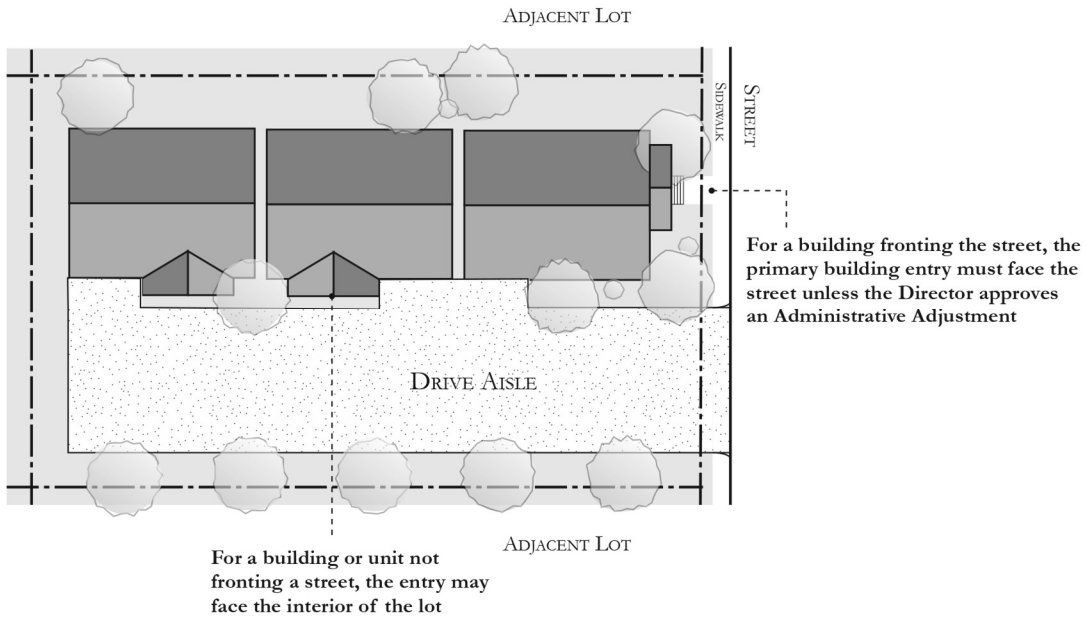 ADJACENT LOT
SIDEWALK
STREET
For a building fronting the street, the
primary building entry must face the
street unless the Director approves
an Administrative Adjustment
DRIVE AISLE
ADJACENT LOT
For a building or unit not
fronting a street, the entry may
face the interior of the lot